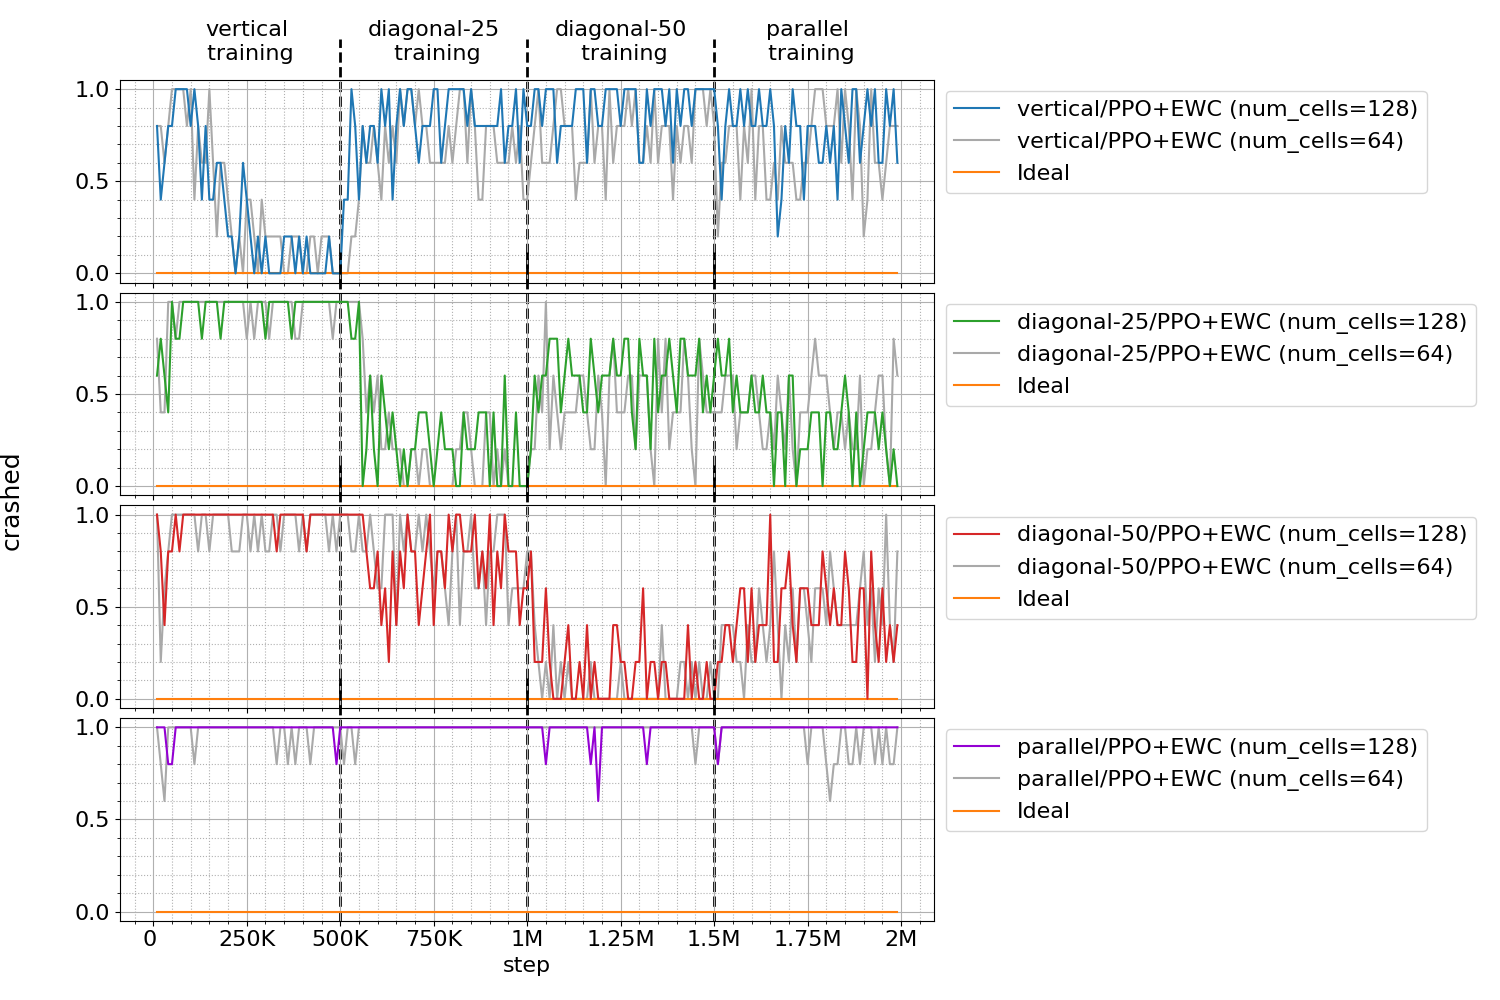 vertical
training
diagonal-25
training
diagonal-50
training
parallel
training
1.0
0.5
0.0
vertical/PPO+EWC (num_cells=128)
vertical/PPO+EWC (num_cells=64)
Ideal
1.0
0.5
0.0
diagonal-25/PPO+EWC (num_cells=128)
diagonal-25/PPO+EWC (num_cells=64)
Ideal
crashed
1.0
0.5
0.0
diagonal-50/PPO+EWC (num_cells=128)
diagonal-50/PPO+EWC (num_cells=64)
Ideal
1.0
0.5
0.0
parallel/PPO+EWC (num_cells=128)
parallel/PPO+EWC (num_cells=64)
Ideal
0 250K 500K 750K 1M 1.25M 1.5M 1.75M 2M
step